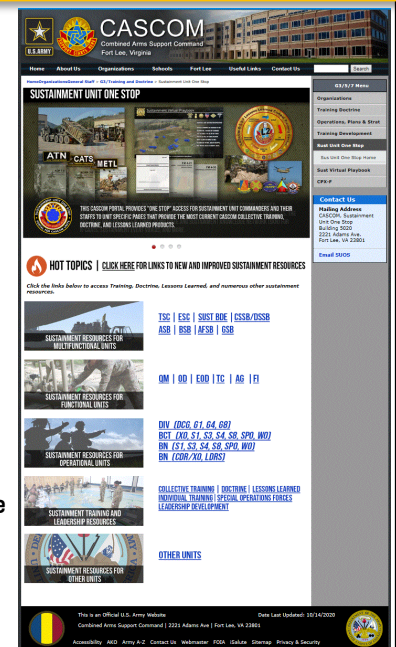 U.S. ARMY
CASCOM
Combined Arms Support Command
Fort Lee, Virginia
Home About Us Organizations Schools Fort Lee Useful Links Contact Us Search
HomeOrganizationsGeneral Staff > G3/Training and Doctrine > Sustainment Unit One Stop
SUSTAINMENT UNIT ONE STOP
ATN - CATS METL
THIS CASCOM PORTAL PROVIDES "ONE STOP" ACCESS FOR SUSTAINMENT UNIT COMMANDERS AND THEIR
STAFFS TO UNIT SPECIFIC PAGES THAT PROVIDE THE MOST CURRENT CASCOM COLLECTIVE TRAINING,
DOCTRINE, AND LESSONS LEARNED PRODUCTS.
G3/5/7 Menu
Organizations
Training Doctrine
Operations, Plans & Strat
Training Development
Sust Unit One Stop
Sus Unit One Stop Home
Sust Virtual Playbook
CPX-F
Contact Us
Mailing Address
CASCOM, Sustainment
Unit One Stop
Building 5020
2221 Adams Ave.
Fort Lee, VA 23801
Email SUOS
HOT TOPICS | CLICK HERE FOR LINKS TO NEW AND IMPROVED SUSTAINMENT RESOURCES
Click the links below to access Training, Doctrine, Lessons Learned, and numerous other sustainment
resources.
SUSTAINMENT RESOURCES FOR
MULTIFUNCTIONAL UNITS
TSC | ESC | SUST BDE | CSSB/DSSB
ASB | BSB | AFSB | GSB
SUSTAINMENT RESOURCES FOR
FUNCTIONAL UNITS
QM | OD | EOD | TC | AG | FI
SUSTAINMENT RESOURCES FOR
OPERATIONAL UNITS
DIV (DCG, G1, G4, G8)
BCT (XO, S1, S3, S4, S8, SPO, WO)
BN (S1, S3, S4, S8, SPO, WO)
BN (CDR/XO, LDRS)
SUSTAINMENT TRAINING AND
LEADERSHIP RESOURCES
COLLECTIVE TRAINING | DOCTRINE | LESSONS LEARNED
INDIVIDUAL TRAINING | SPECIAL OPERATIONS FORCES
LEADERSHIP DEVELOPMENT
e
SUSTAINMENT RESOURCES FOR
OTHER UNITS
OTHER UNITS
This is an Official U.S. Army Website Date Last Updated: 10/14/2020
Combined Arms Support Command | 2221 Adams Ave | Fort Lee, VA 23801
Accessibility AKO Army A-Z Contact Us Webmaster FOIA iSalute Sitemap Privacy & Security